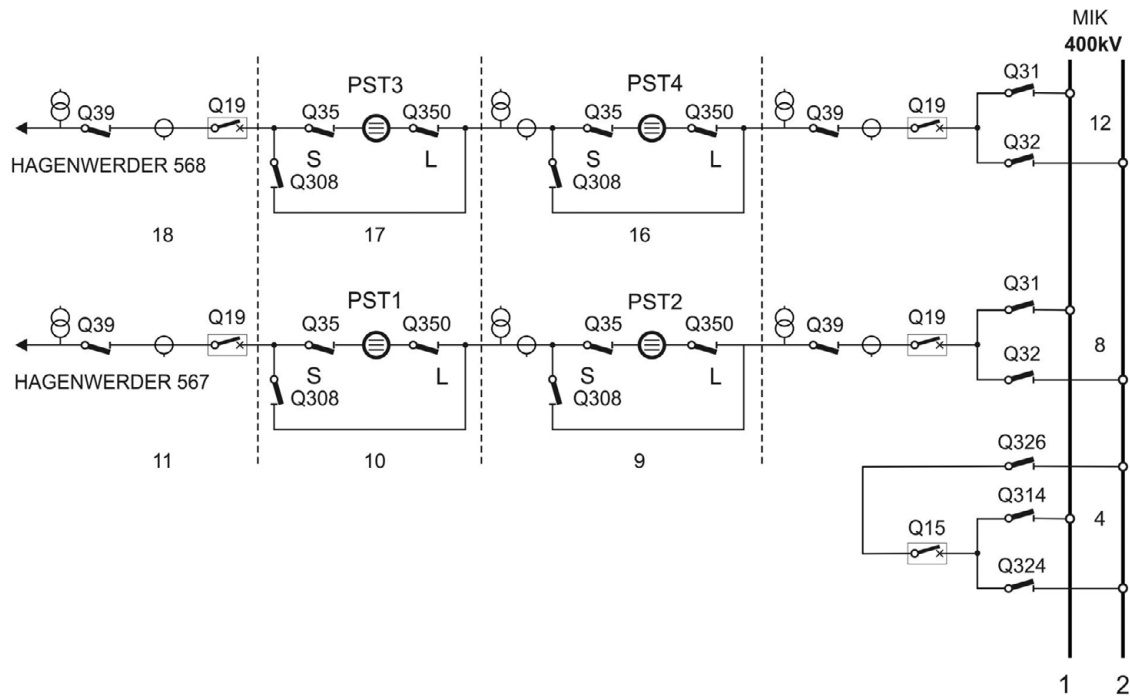 MIK
400kV
Q39
Q19
PST3
Q35
Q350
S
L
Q308
PST4
Q35
Q350
S
L
Q308
Q39
Q19
Q31
Q32
12
HAGENWERDER 568
18
17
16
Q39
Q19
PST1
Q35
Q350
S
L
Q308
PST2
Q35
Q350
S
L
Q308
Q39
Q19
Q31
Q32
8
HAGENWERDER 567
11
10
9
Q326
Q314
4
Q15
Q324
1
2